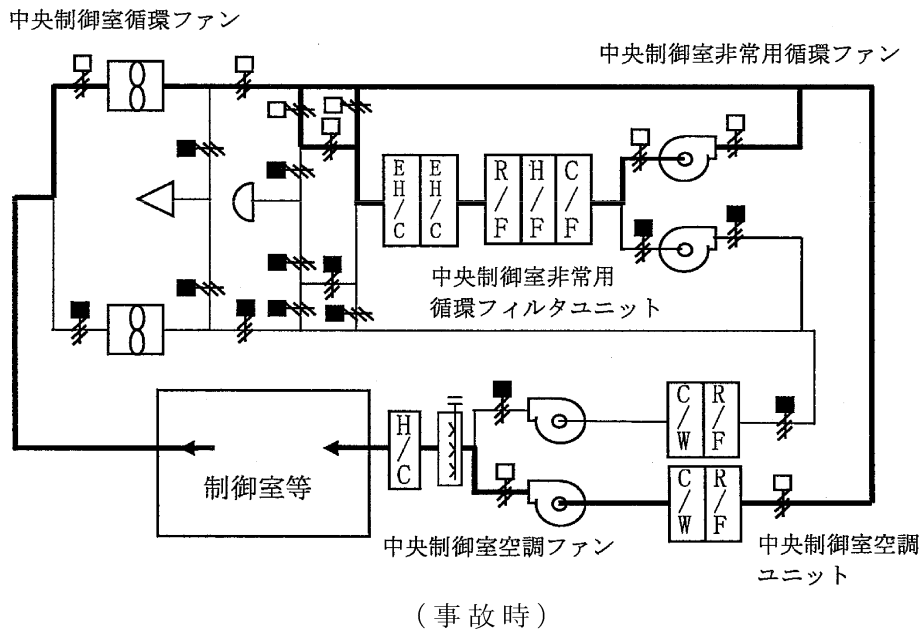 中央制御室循環ファン
中央制御室非常用循環ファン
EH/C
EH/C
R/F
H/F
C/F
中央制御室非常用
循環フィルタユニット
C/W
R/F
H/C
制御室等
C/W
R/F
中央制御室空調ファン
中央制御室空調
ユニット
(事故時)